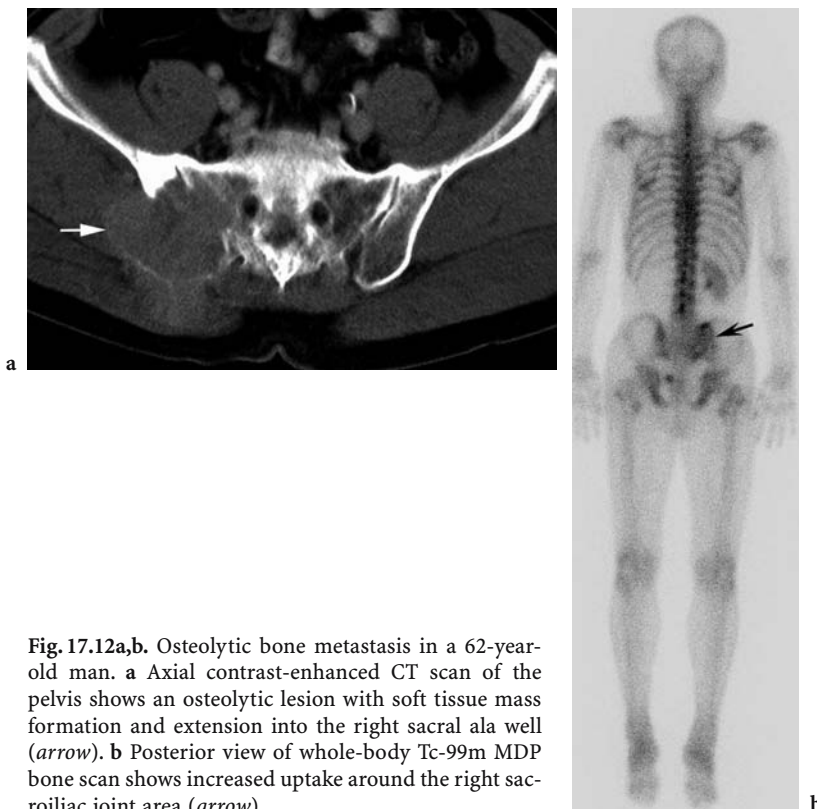 a
Fig. 17.12a,b. Osteolytic bone metastasis in a 62-year-
old man. a Axial contrast-enhanced CT scan of the
pelvis shows an osteolytic lesion with soft tissue mass
formation and extension into the right sacral ala well
(arrow). b Posterior view of whole-body Tc-99m MDP
bone scan shows increased uptake around the right sac-
roiliac joint area (arrow)
b